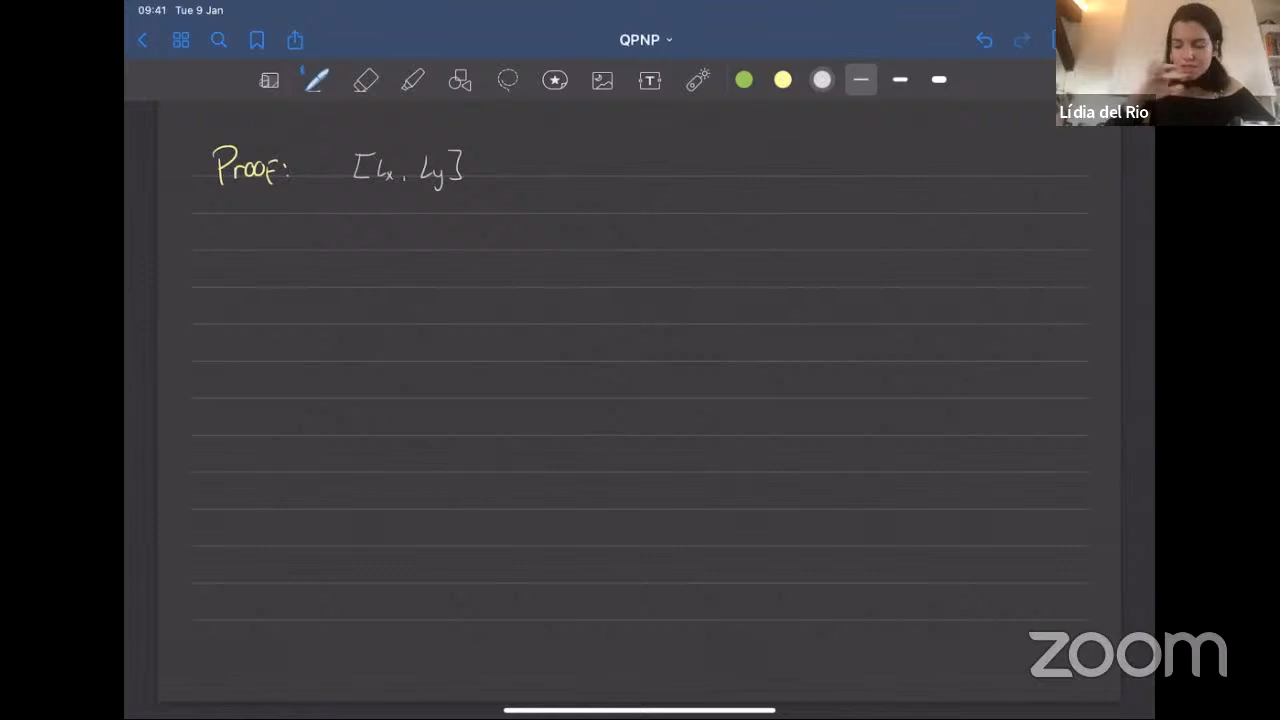 09:41 Tue 9 Jan
QPNP
Lídia del Rio
Proof: [Lx, Ly]
zoom